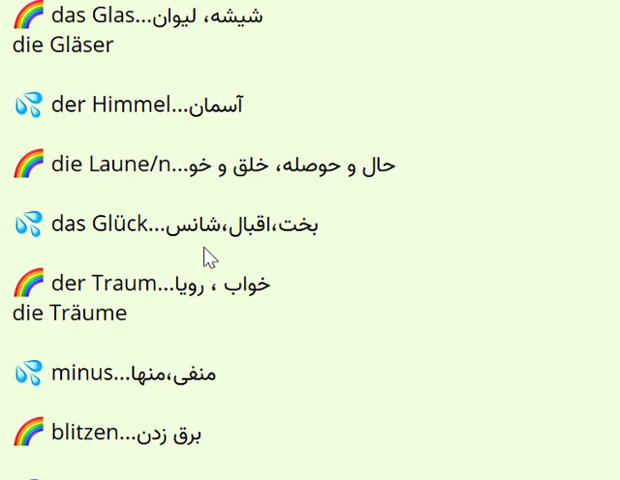 🌈 das Glas...شیشه، لیوان
die Gläser
💦 der Himmel...آسمان
🌈 die Laune/n...حال و حوصله، خلق و خو
💦 das Glück...بخت،اقبال،شانس
🌈 der Traum...خواب ، رویا
die Träume
💦 minus...منفی،منها
🌈 blitzen...برق زدن